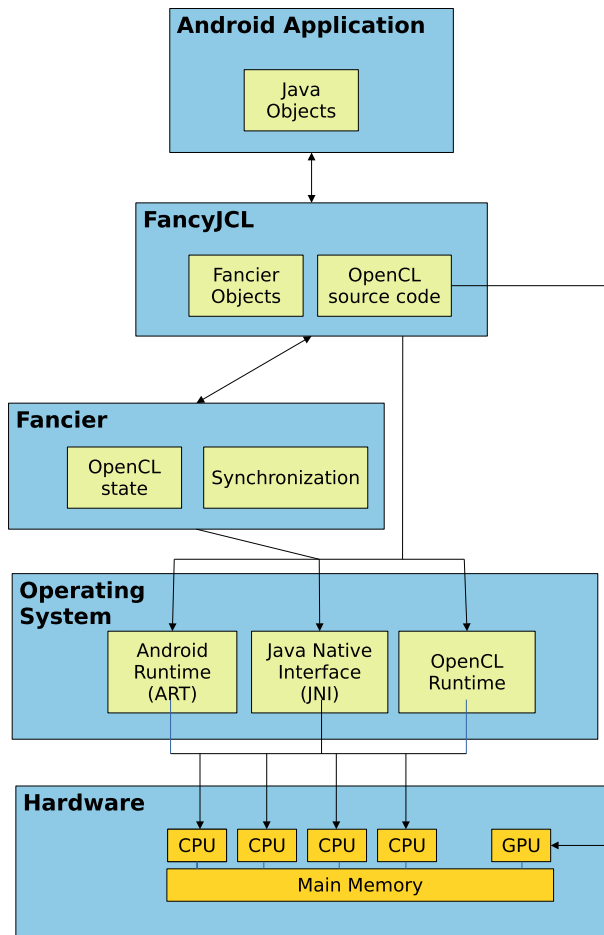 Android Application
Java
Objects
FancyJCL
Fancier
Objects
OpenCL
source code
Fancier
OpenCL
state
Synchronization
Operating
System
Android
Runtime
(ART)
Java Native
Interface
(JNI)
OpenCL
Runtime
Hardware
CPU
CPU
CPU
CPU
GPU
Main Memory